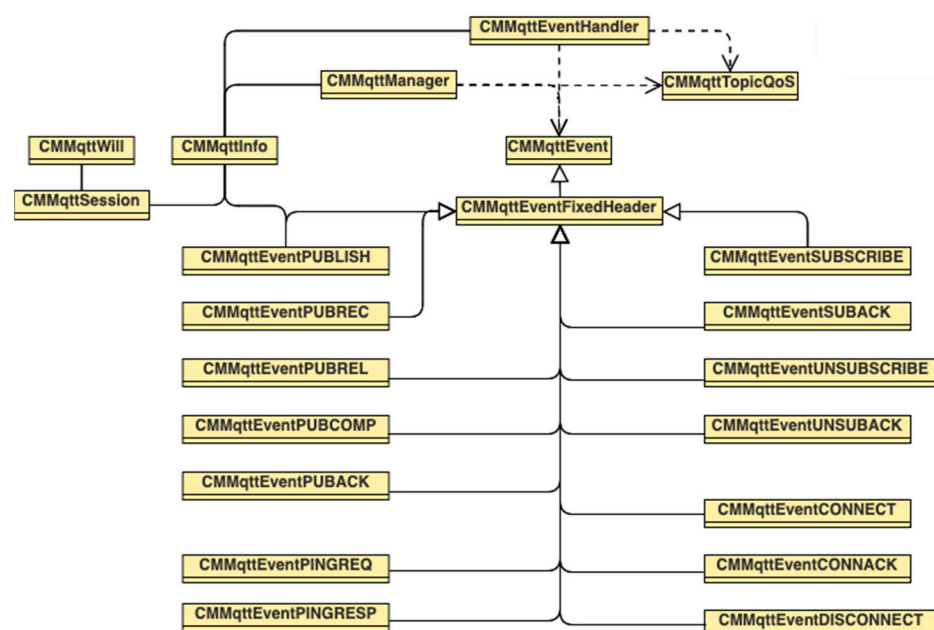 CMMqttEventHandler
CMMqttManager
CMMqttTopicQoS
CMMqttWill
CMMqttInfo
CMMqttEvent
CMMqttSession
CMMqttEventFixedHeader
CMMqttEventPUBLISH
CMMqttEventSUBSCRIBE
CMMqttEventPUBREC
CMMqttEventSUBACK
CMMqttEventPUBREL
CMMqttEventUNSUBSCRIBE
CMMqttEventPUBCOMP
CMMqttEventUNSUBACK
CMMqttEventPUBACK
CMMqttEventCONNECT
CMMqttEventPINGREQ
CMMqttEventCONNACK
CMMqttEventPINGRESP
CMMqttEventDISCONNECT